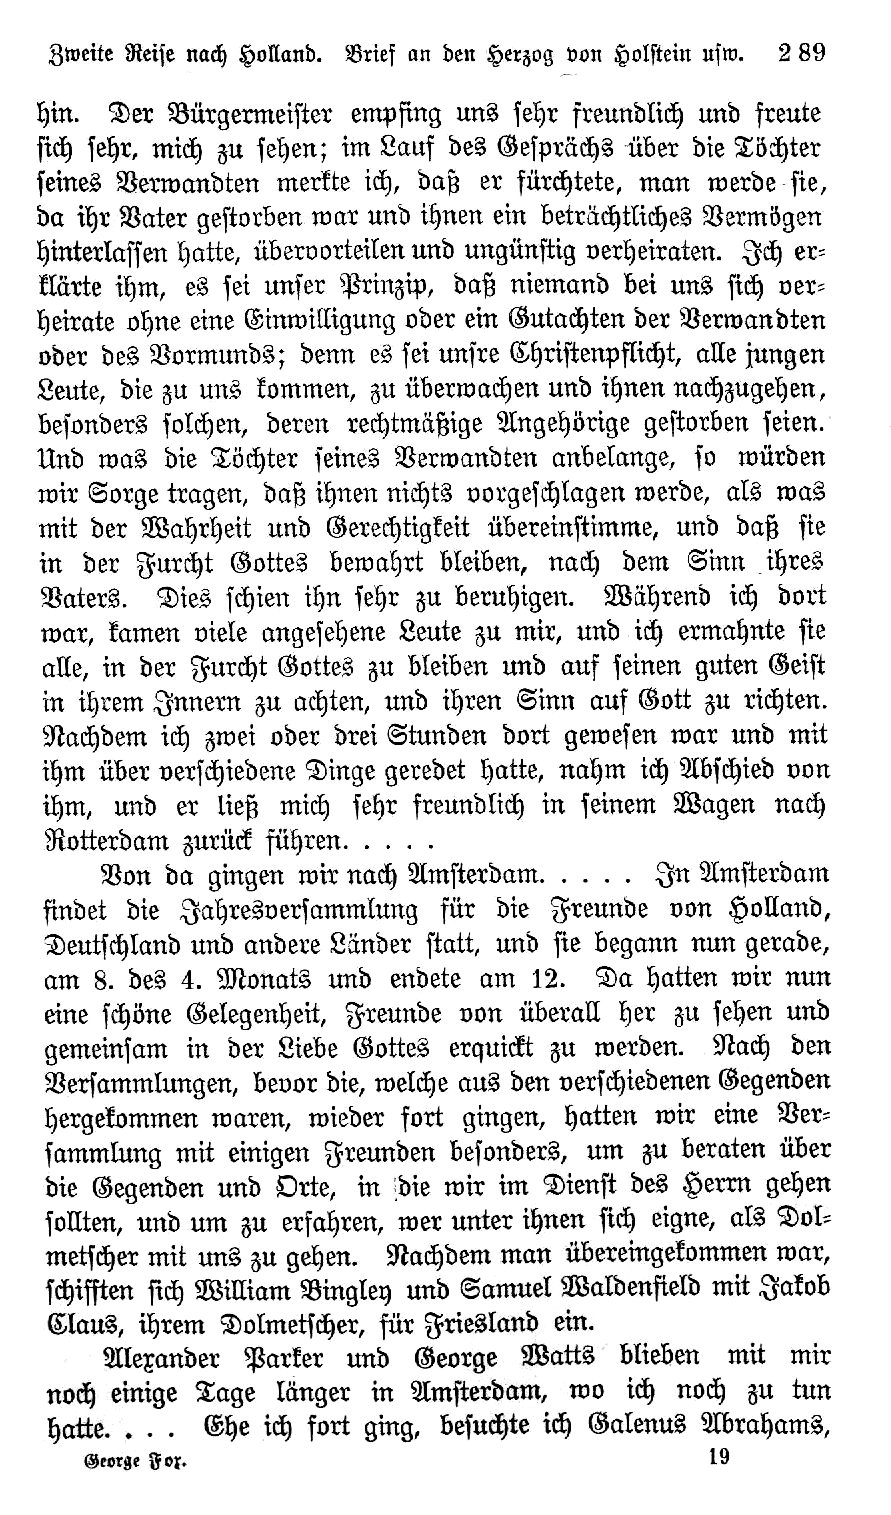 Zweite Reise nach Holland. Brief an den Herzog von Holstein usw. 289
hin. Der Bürgermeister empfing uns sehr freundlich und freute
sich sehr, mich zu sehen; im Lauf des Gesprächs über die Töchter
seines Verwandten merkte ich, daß er fürchtete, man werde sie,
da ihr Vater gestorben war und ihnen ein beträchtliches Vermögen
hinterlassen hatte, übervorteilen und ungünstig verheiraten. Ich er-
klärte ihm, es sei unser Prinzip, daß niemand bei uns sich ver-
heirate ohne eine Einwilligung oder ein Gutachten der Verwandten
oder des Vormunds; denn es sei unsre Christenpflicht, alle jungen
Leute, die zu uns kommen, zu überwachen und ihnen nachzugehen,
besonders solchen, deren rechtmäßige Angehörige gestorben seien.
Und was die Töchter seines Verwandten anbelange, so würden
wir Sorge tragen, daß ihnen nichts vorgeschlagen werde, als was
mit der Wahrheit und Gerechtigkeit übereinstimme, und daß sie
in der Furcht Gottes bewahrt bleiben, nach dem Sinn ihres
Vaters. Dies schien ihn sehr zu beruhigen. Während ich dort
war, kamen viele angesehene Leute zu mir, und ich ermahnte sie
alle, in der Furcht Gottes zu bleiben und auf seinen guten Geist
in ihrem Innern zu achten, und ihren Sinn auf Gott zu richten.
Nachdem ich zwei oder drei Stunden dort gewesen war und mit
ihm über verschiedene Dinge geredet hatte, nahm ich Abschied von
ihm, und er ließ mich sehr freundlich in seinem Wagen nach
Rotterdam zurück führen. . . . .
Von da gingen wir nach Amsterdam. . . . . In Amsterdam
findet die Jahresversammlung für die Freunde von Holland,
Deutschland und andere Länder statt, und sie begann nun gerade,
am 8. des 4. Monats und endete am 12. Da hatten wir nun
eine schöne Gelegenheit, Freunde von überall her zu sehen und
gemeinsam in der Liebe Gottes erquickt zu werden. Nach den
Versammlungen, bevor die, welche aus den verschiedenen Gegenden
hergekommen waren, wieder fort gingen, hatten wir eine Ver-
sammlung mit einigen Freunden besonders, um zu beraten über
die Gegenden und Orte, in die wir im Dienst des Herrn gehen
sollten, und um zu erfahren, wer unter ihnen sich eigne, als Dol-
metscher mit uns zu gehen. Nachdem man übereingekommen war,
schifften sich William Bingley und Samuel Waldenfield mit Jakob
Claus, ihrem Dolmetscher, für Friesland ein.
Alexander Parker und George Watts blieben mit mir
noch einige Tage länger in Amsterdam, wo ich noch zu tun
hatte. . . . Ehe ich fort ging, besuchte ich Galenus Abrahams,
George Fox. 19